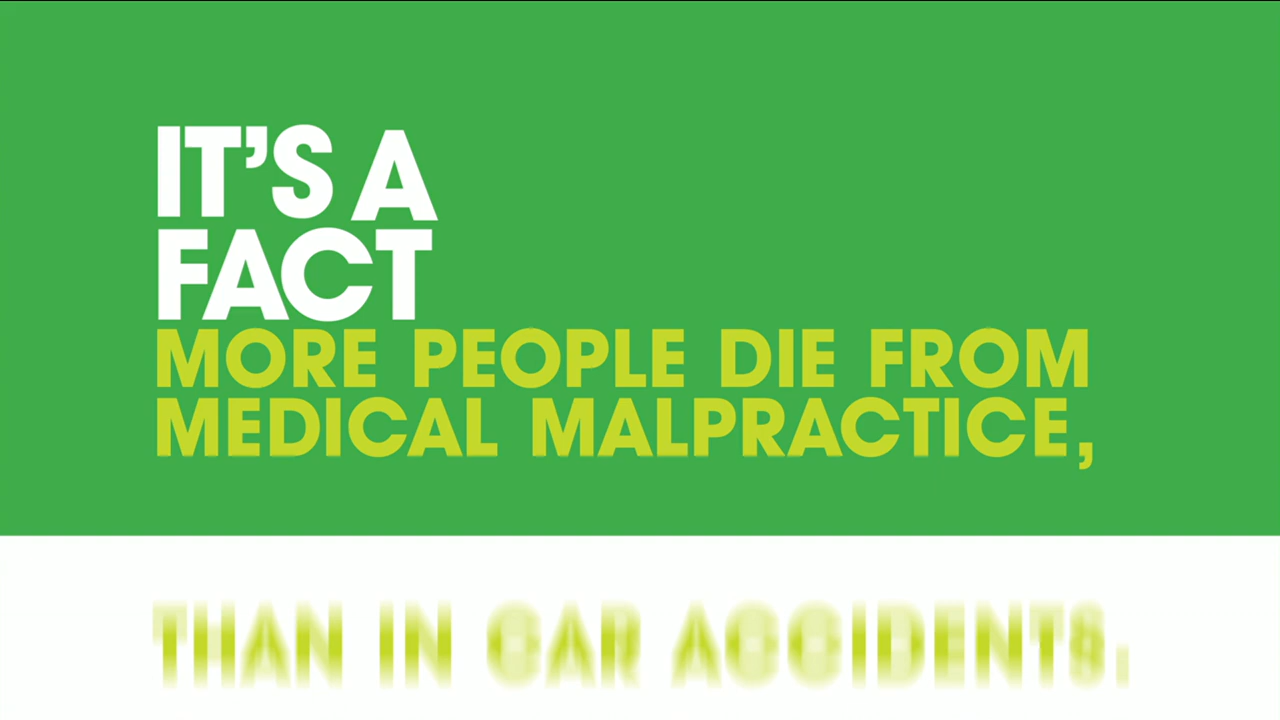 IT'S A
FACT
MORE PEOPLE DIE FROM
MEDICAL MALPRACTICE,
THAN IN CAR ACCIDENTS.